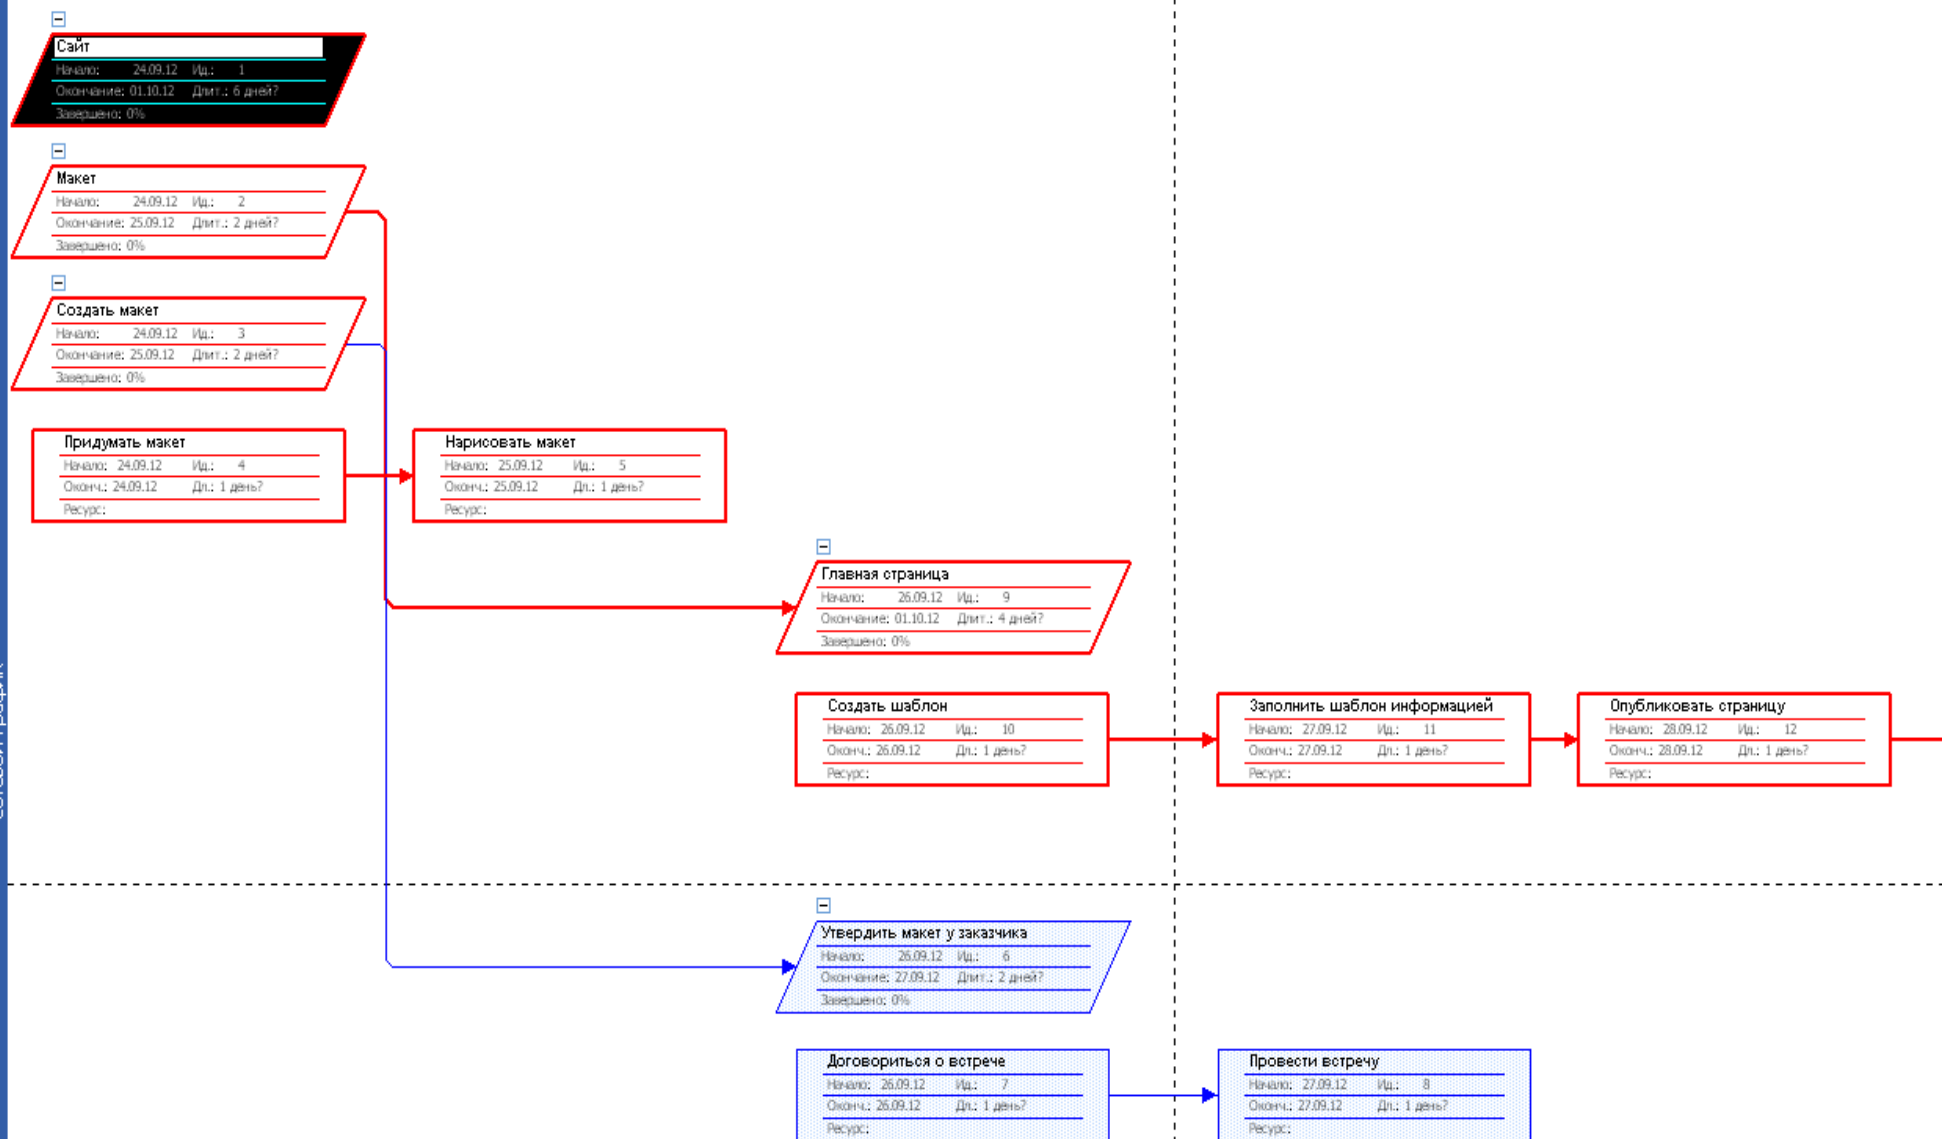 Сайт
Начало: 24.09.12 Ид.: 1
Окончание: 01.10.12 Длит.: 6 дней?
Завершено: 0%
Макет
Начало: 24.09.12 Ид.: 2
Окончание: 25.09.12 Длит.: 2 дней?
Завершено: 0%
Создать макет
Начало: 24.09.12 Ид.: 3
Окончание: 25.09.12 Длит.: 2 дней?
Завершено: 0%
Придумать макет
Начало: 24.09.12 Ид.: 4
Оконч.: 24.09.12 Дл.: 1 день?
Ресурс:
Нарисовать макет
Начало: 25.09.12 Ид.: 5
Оконч.: 25.09.12 Дл.: 1 день?
Ресурс:
Главная страница
Начало: 26.09.12 Ид.: 9
Окончание: 01.10.12 Длит.: 4 дней?
Завершено: 0%
Создать шаблон
Начало: 26.09.12 Ид.: 10
Оконч.: 26.09.12 Дл.: 1 день?
Ресурс:
Заполнить шаблон информацией
Начало: 27.09.12 Ид.: 11
Оконч.: 27.09.12 Дл.: 1 день?
Ресурс:
Опубликовать страницу
Начало: 28.09.12 Ид.: 12
Оконч.: 28.09.12 Дл.: 1 день?
Ресурс:
Утвердить макет у заказчика
Начало: 26.09.12 Ид.: 6
Окончание: 27.09.12 Длит.: 2 дней?
Завершено: 0%
Договориться о встрече
Начало: 26.09.12 Ид.: 7
Оконч.: 26.09.12 Дл.: 1 день?
Ресурс:
Провести встречу
Начало: 27.09.12 Ид.: 8
Оконч.: 27.09.12 Дл.: 1 день?
Ресурс: